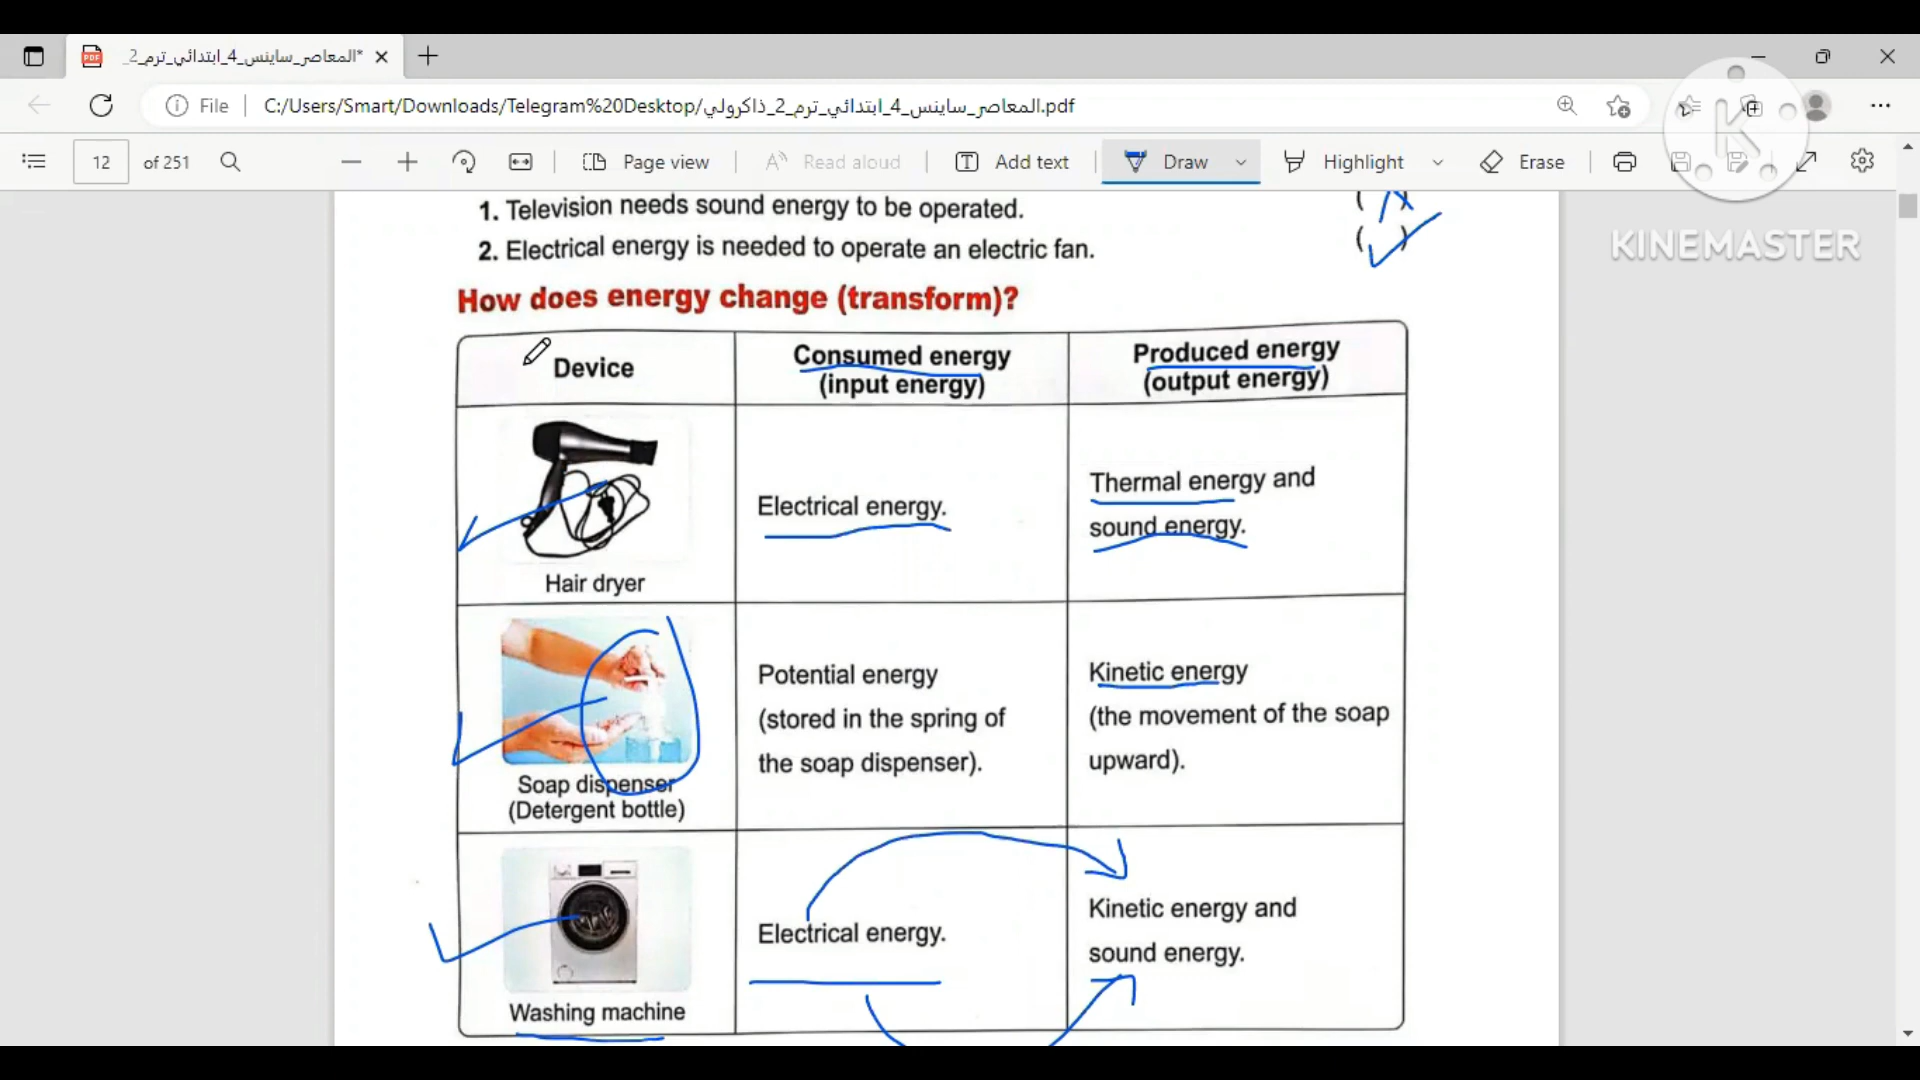 *المعاصر_ساينس_4_ابتدائي_ترم_2_
File
C:/Users/Smart/Downloads/Telegram%20Desktop/المعاصر_ساينس_4_ابتدائي_ترم_2_ذاكرولي.pdf
12 of 251
Page view
Read aloud
Add text
Draw
Highlight
Erase
KINEMASTER
1. Television needs sound energy to be operated. ( )
2. Electrical energy is needed to operate an electric fan. ( )
How does energy change (transform)?
Device
Consumed energy
(input energy)
Produced energy
(output energy)
Hair dryer
Electrical energy.
Thermal energy and
sound energy.
Soap dispenser
(Detergent bottle)
Potential energy
(stored in the spring of
the soap dispenser).
Kinetic energy
(the movement of the soap
upward).
Washing machine
Electrical energy.
Kinetic energy and
sound energy.